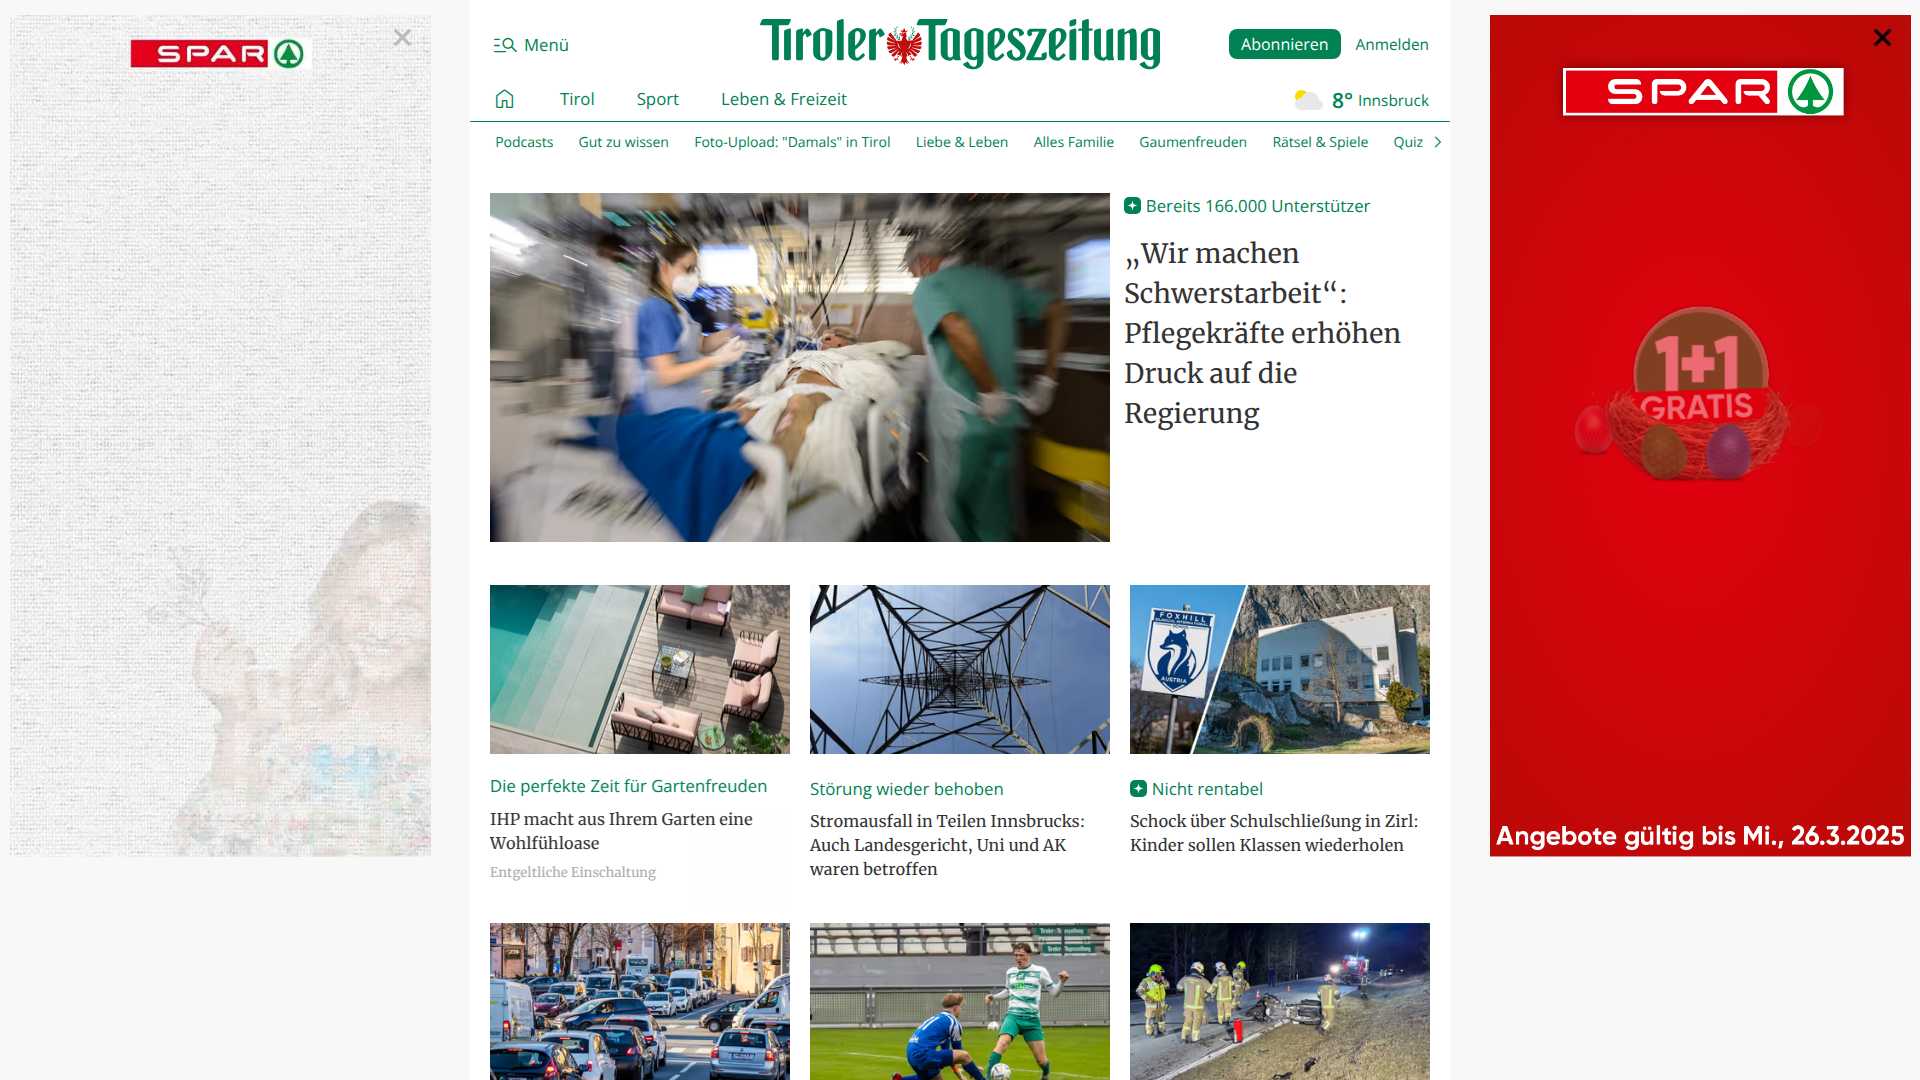 SPAR
Menü
Tiroler Tageszeitung
Abonnieren
Anmelden
Tirol
Sport
Leben & Freizeit
8° Innsbruck
Podcasts
Gut zu wissen
Foto-Upload: "Damals" in Tirol
Liebe & Leben
Alles Familie
Gaumenfreuden
Rätsel & Spiele
Quiz
Bereits 166.000 Unterstützer
„Wir machen
Schwerstarbeit“:
Pflegekräfte erhöhen
Druck auf die
Regierung
FOXHILL
AUSTRIA
Die perfekte Zeit für Gartenfreuden
IHP macht aus Ihrem Garten eine
Wohlfühloase
Entgeltliche Einschaltung
Störung wieder behoben
Stromausfall in Teilen Innsbrucks:
Auch Landesgericht, Uni und AK
waren betroffen
Nicht rentabel
Schock über Schulschließung in Zirl:
Kinder sollen Klassen wiederholen
SPAR
1+1
GRATIS
Angebote gültig bis Mi., 26.3.2025